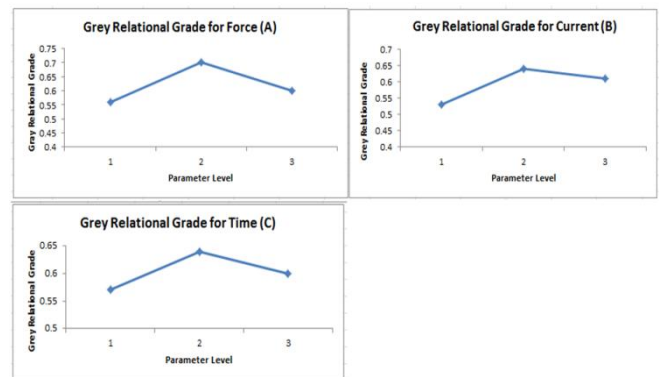 Grey Relational Grade for Force (A)
Gray Relational Grade
0.75
0.7
0.65
0.6
0.55
0.5
0.45
0.4
1 2 3
Parameter Level
Grey Relational Grade for Current (B)
Grey Relational Grade
0.7
0.65
0.6
0.55
0.5
0.45
0.4
1 2 3
Parameter Level
Grey Relational Grade for Time (C)
Grey Relational Grade
0.65
0.6
0.55
0.5
1 2 3
Parameter Level